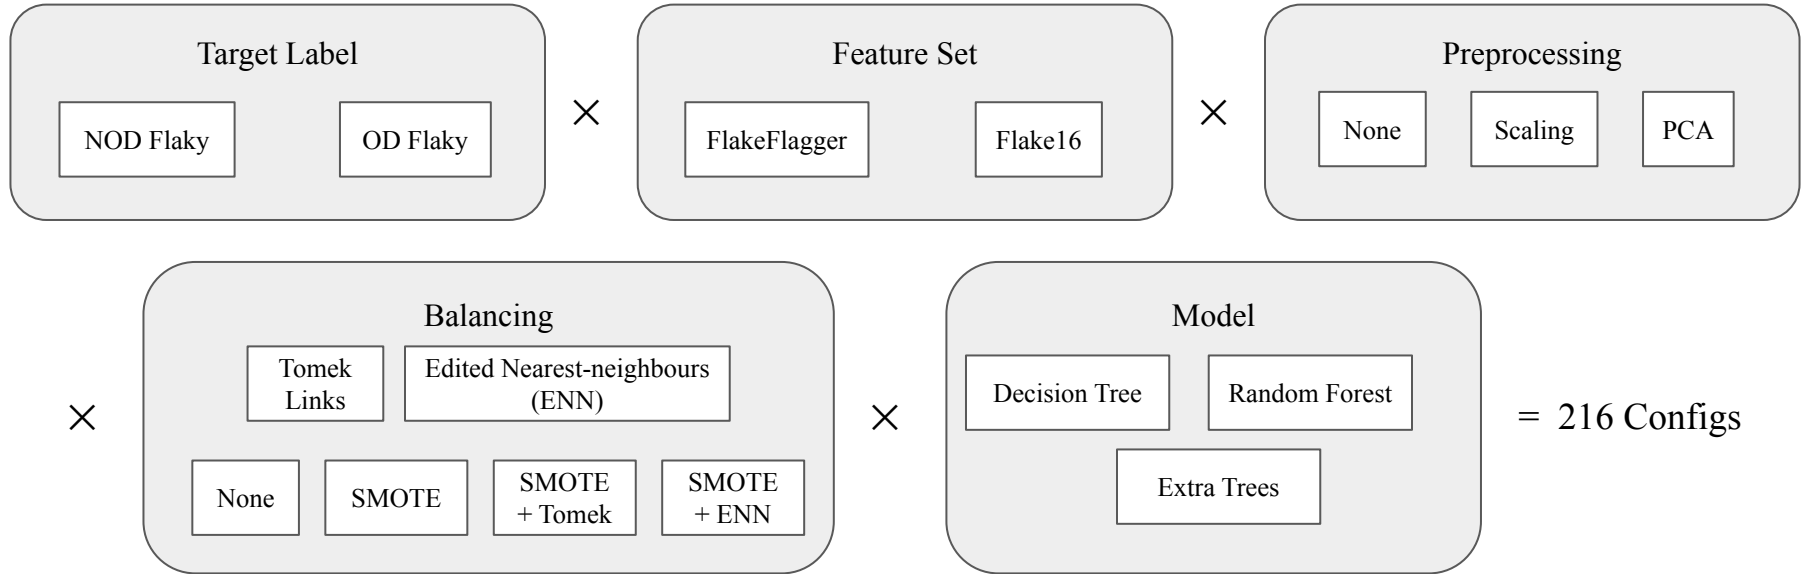 Target Label
NOD Flaky
OD Flaky
×
Feature Set
FlakeFlagger
Flake16
×
Preprocessing
None
Scaling
PCA
×
Balancing
Tomek
Links
Edited Nearest-neighbours
(ENN)
None
SMOTE
SMOTE
+ Tomek
SMOTE
+ ENN
×
Model
Decision Tree
Random Forest
Extra Trees
= 216 Configs